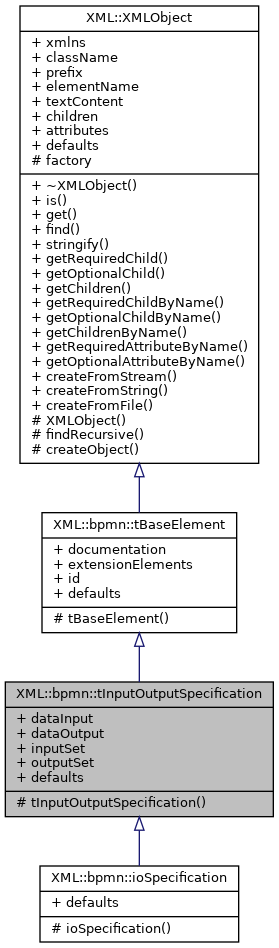 XML::XMLObject
+ xmlns
+ className
+ prefix
+ elementName
+ textContent
+ children
+ attributes
+ defaults
# factory
+ ~XMLObject()
+ is()
+ get()
+ find()
+ stringify()
+ getRequiredChild()
+ getOptionalChild()
+ getChildren()
+ getRequiredChildByName()
+ getOptionalChildByName()
+ getChildrenByName()
+ getRequiredAttributeByName()
+ getOptionalAttributeByName()
+ createFromStream()
+ createFromString()
+ createFromFile()
# XMLObject()
# findRecursive()
# createObject()
XML::bpmn::tBaseElement
+ documentation
+ extensionElements
+ id
+ defaults
# tBaseElement()
XML::bpmn::tInputOutputSpecification
+ dataInput
+ dataOutput
+ inputSet
+ outputSet
+ defaults
# tInputOutputSpecification()
XML::bpmn::ioSpecification
+ defaults
# ioSpecification()